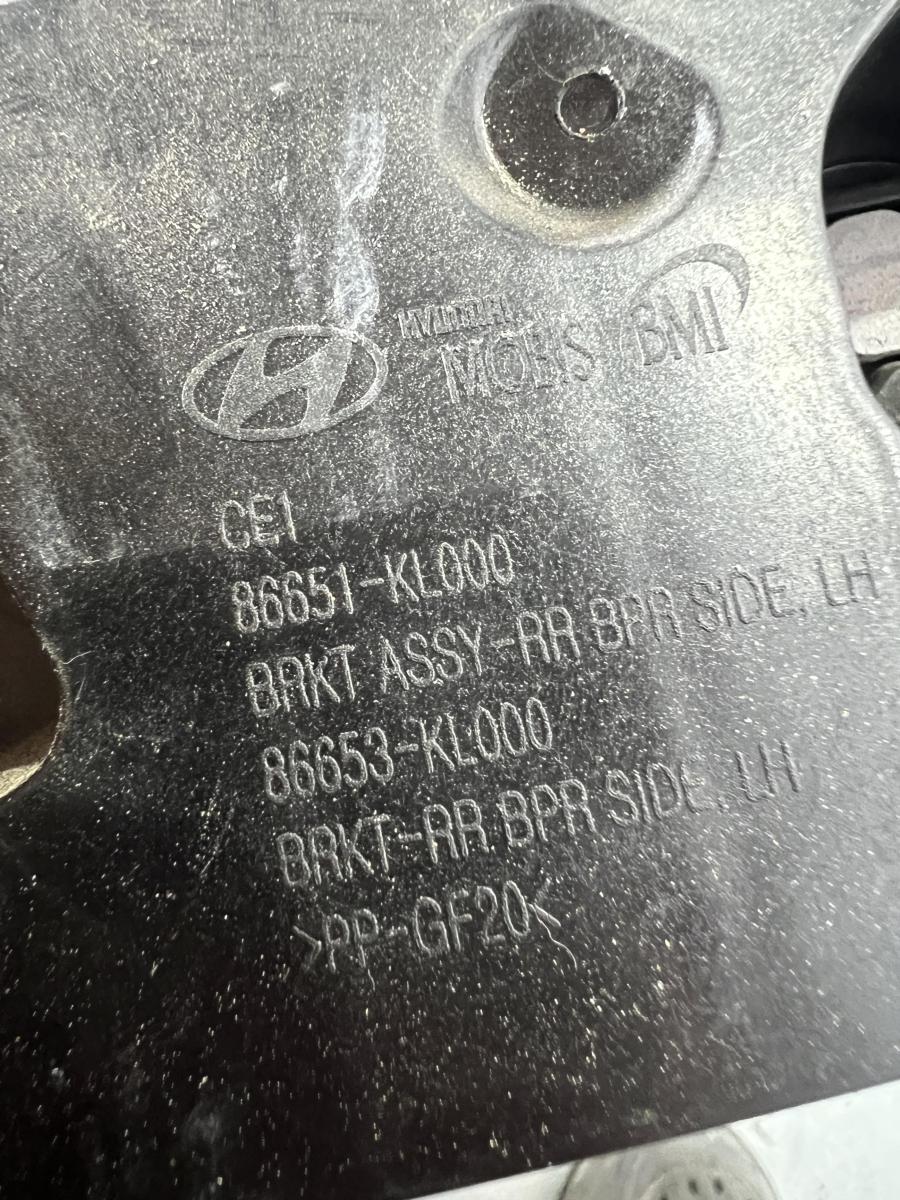 HYUNDAI
MOBIS BMI
CE1
86651-KL000
BRKT ASSY-RR BPR SIDE, LH
86653-KL000
BRKT-RR BPR SIDE, LH
>PP-GF20<